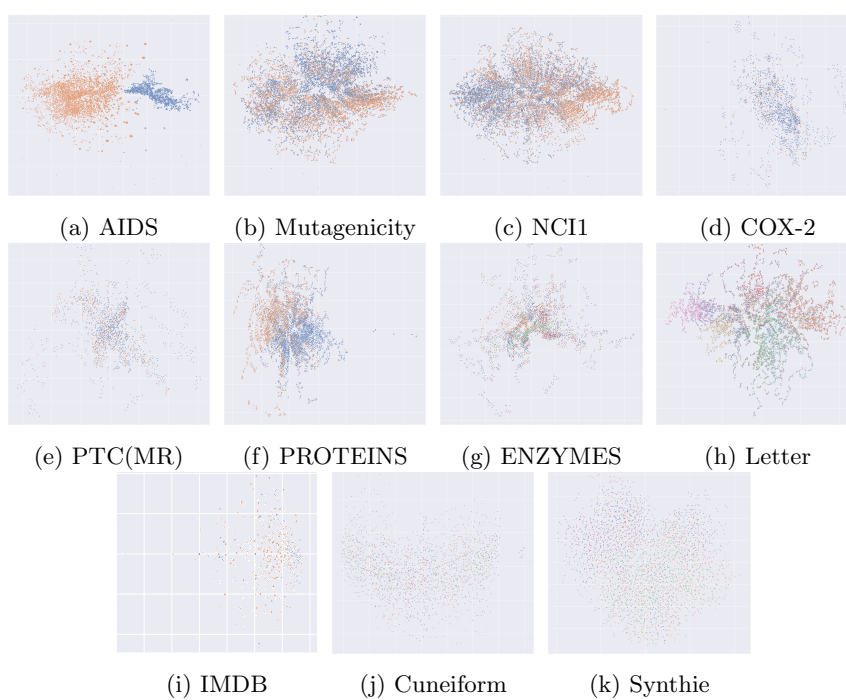 (a) AIDS (b) Mutagenicity (c) NCI1 (d) COX-2
(e) PTC(MR) (f) PROTEINS (g) ENZYMES (h) Letter
(i) IMDB (j) Cuneiform (k) Synthie